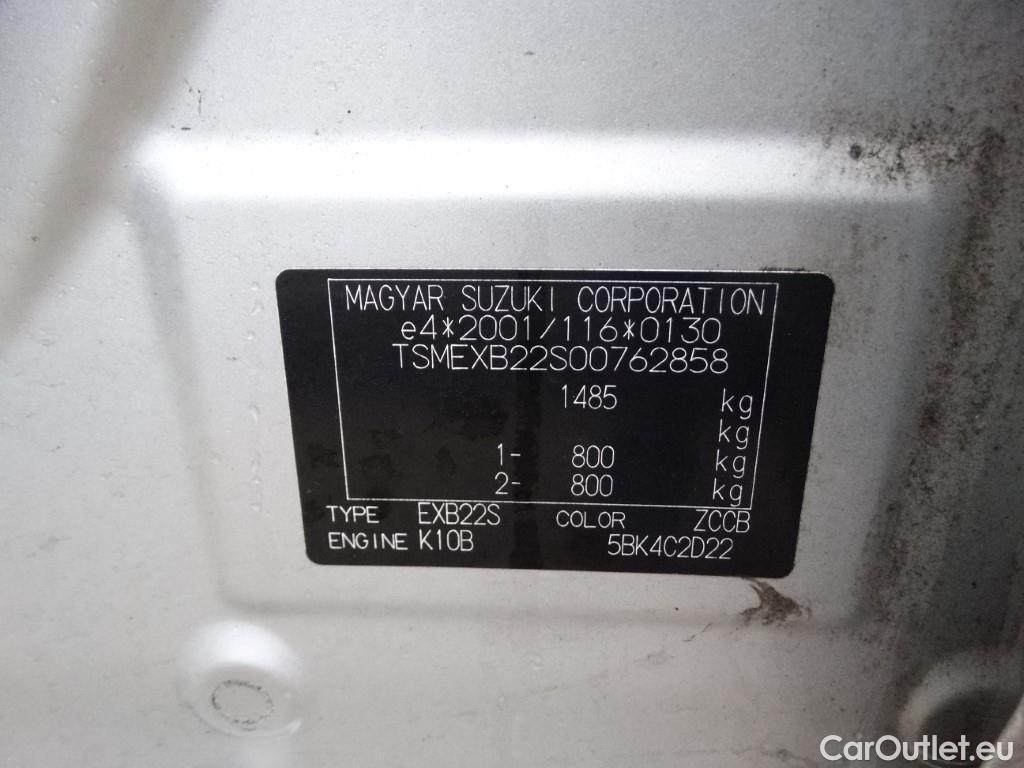 MAGYAR SUZUKI CORPORATION
e4*2001/116*0130
TSMEXB22S00762858
1485 kg
kg
1- 800 kg
2- 800 kg
TYPE EXB22S COLOR ZCCB
ENGINE K10B 5BK4C2D22
CarOutlet.eu